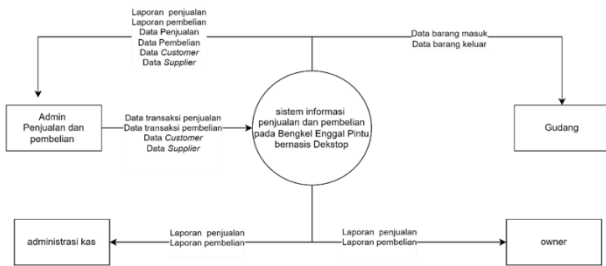 Laporan penjualan
Laporan pembelian
Data Penjualan
Data Pembelian
Data Customer
Data Supplier
Data barang masuk
Data barang keluar
Admin
Penjualan dan
pembelian
Data transaksi penjualan
Data transaksi pembelian
Data Customer
Data Supplier
sistem informasi
penjualan dan pembelian
pada Bengkel Enggal Pintu
bernasis Dekstop
Gudang
administrasi kas
Laporan penjualan
Laporan pembelian
Laporan penjualan
Laporan pembelian
owner